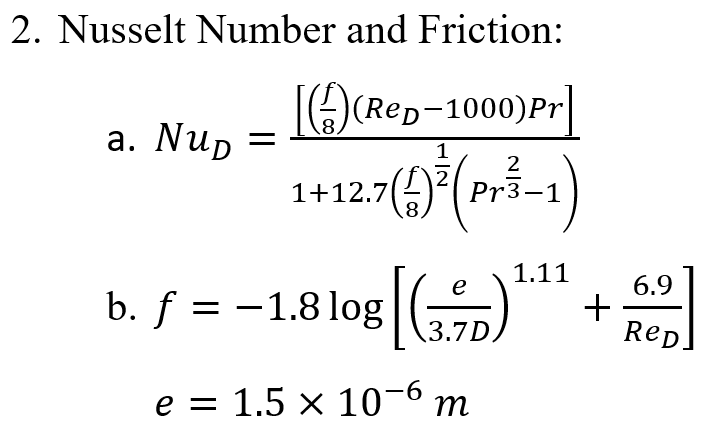 2. Nusselt Number and Friction:
a. Nu_D = [(f/8)(Re_D−1000)Pr] / 1+12.7(f/8)^(1/2)(Pr^(2/3)−1)
b. f = −1.8 log[(e/3.7D)^1.11 + 6.9/Re_D]
e = 1.5 × 10^−6 m